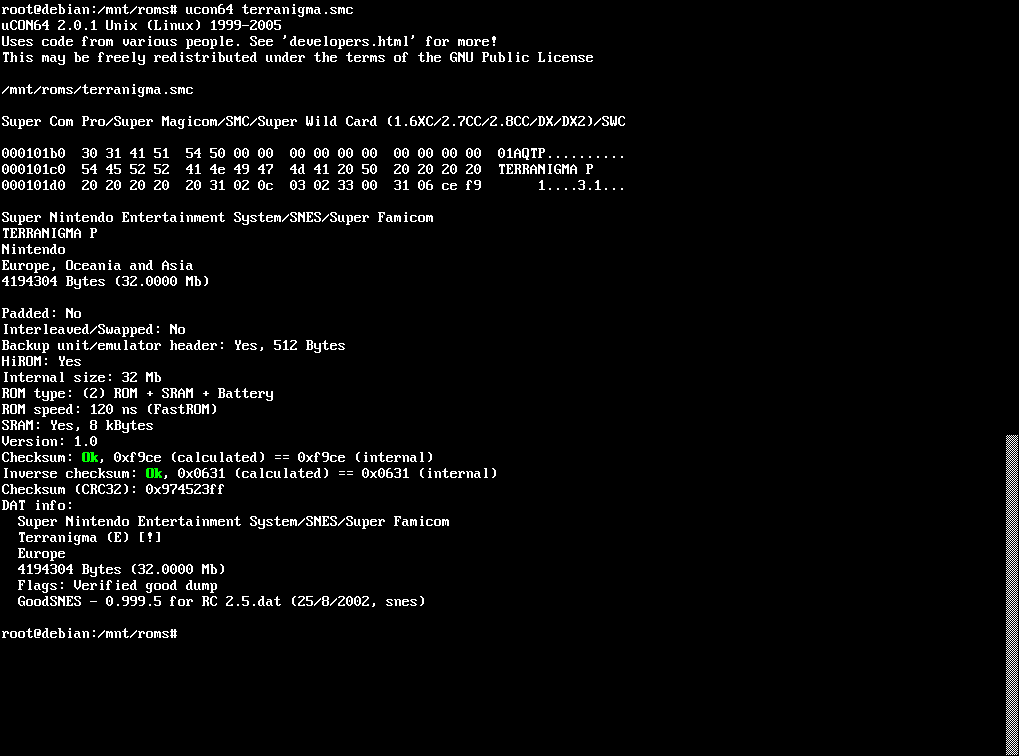 root@debian:/mnt/roms# ucon64 terranigma.smc
uCON64 2.0.1 Unix (Linux) 1999-2005
Uses code from various people. See 'developers.html' for more!
This may be freely redistributed under the terms of the GNU Public License
/mnt/roms/terranigma.smc
Super Com Pro/Super Magicom/SMC/Super Wild Card (1.6XC/2.7CC/2.8CC/DX/DX2)/SWC
000101b0  30 31 41 51  54 50 00 00  00 00 00 00  00 00 00 00  01AQTP..........
000101c0  54 45 52 52  41 4e 49 47  4d 41 20 50  20 20 20 20  TERRANIGMA P
000101d0  20 20 20 20  20 31 02 0c  03 02 33 00  31 06 ce f9       1....3.1...
Super Nintendo Entertainment System/SNES/Super Famicom
TERRANIGMA P
Nintendo
Europe, Oceania and Asia
4194304 Bytes (32.0000 Mb)
Padded: No
Interleaved/Swapped: No
Backup unit/emulator header: Yes, 512 Bytes
HiROM: Yes
Internal size: 32 Mb
ROM type: (2) ROM + SRAM + Battery
ROM speed: 120 ns (FastROM)
SRAM: Yes, 8 kBytes
Version: 1.0
Checksum: Ok, 0xf9ce (calculated) == 0xf9ce (internal)
Inverse checksum: Ok, 0x0631 (calculated) == 0x0631 (internal)
Checksum (CRC32): 0x974523ff
DAT info:
  Super Nintendo Entertainment System/SNES/Super Famicom
  Terranigma (E) [!]
  Europe
  4194304 Bytes (32.0000 Mb)
  Flags: Verified good dump
  GoodSNES - 0.999.5 for RC 2.5.dat (25/8/2002, snes)
root@debian:/mnt/roms#